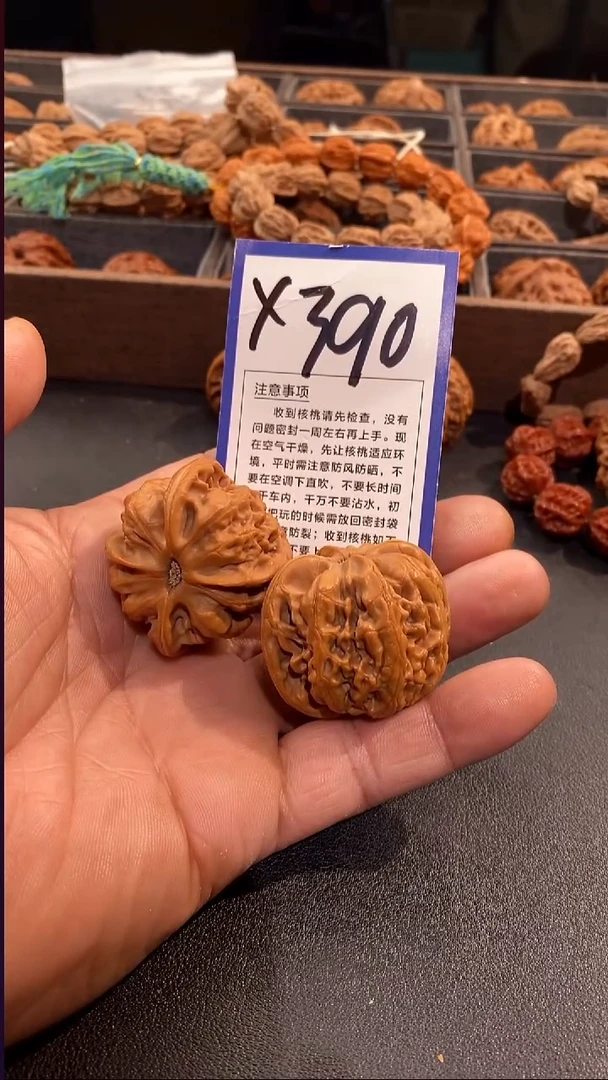 X390
注意事项
收到核桃请先检查,没有
问题密封一周左右再上手。现
在空气干燥,先让核桃适应环
境,平时需注意防风防晒,不
要在空调下直吹,不要长时间
于车内,千万不要沾水,初
把玩的时候需放回密封袋
防裂;收到核桃如
不要